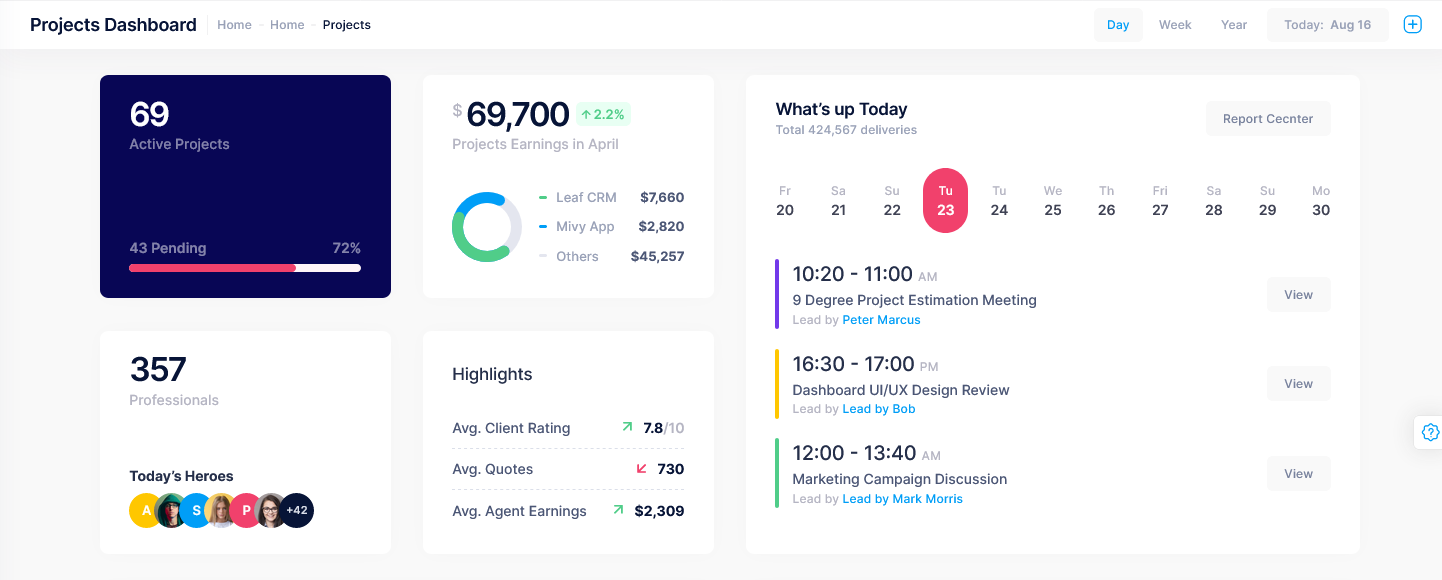 Projects Dashboard Home - Home - Projects
Day Week Year Today: Aug 16
69
Active Projects
43 Pending 72%
$ 69,700 2.2%
Projects Earnings in April
Leaf CRM $7,660
Mivy App $2,820
Others $45,257
What's up Today
Total 424,567 deliveries
Report Cecnter
Fr Sa Su Tu Tu We Th Fri Sa Su Mo
20 21 22 23 24 25 26 27 28 29 30
10:20 - 11:00 AM
9 Degree Project Estimation Meeting
Lead by Peter Marcus
View
16:30 - 17:00 PM
Dashboard UI/UX Design Review
Lead by Lead by Bob
View
12:00 - 13:40 AM
Marketing Campaign Discussion
Lead by Lead by Mark Morris
View
357
Professionals
Today's Heroes
A S P +42
Highlights
Avg. Client Rating 7.8/10
Avg. Quotes 730
Avg. Agent Earnings $2,309